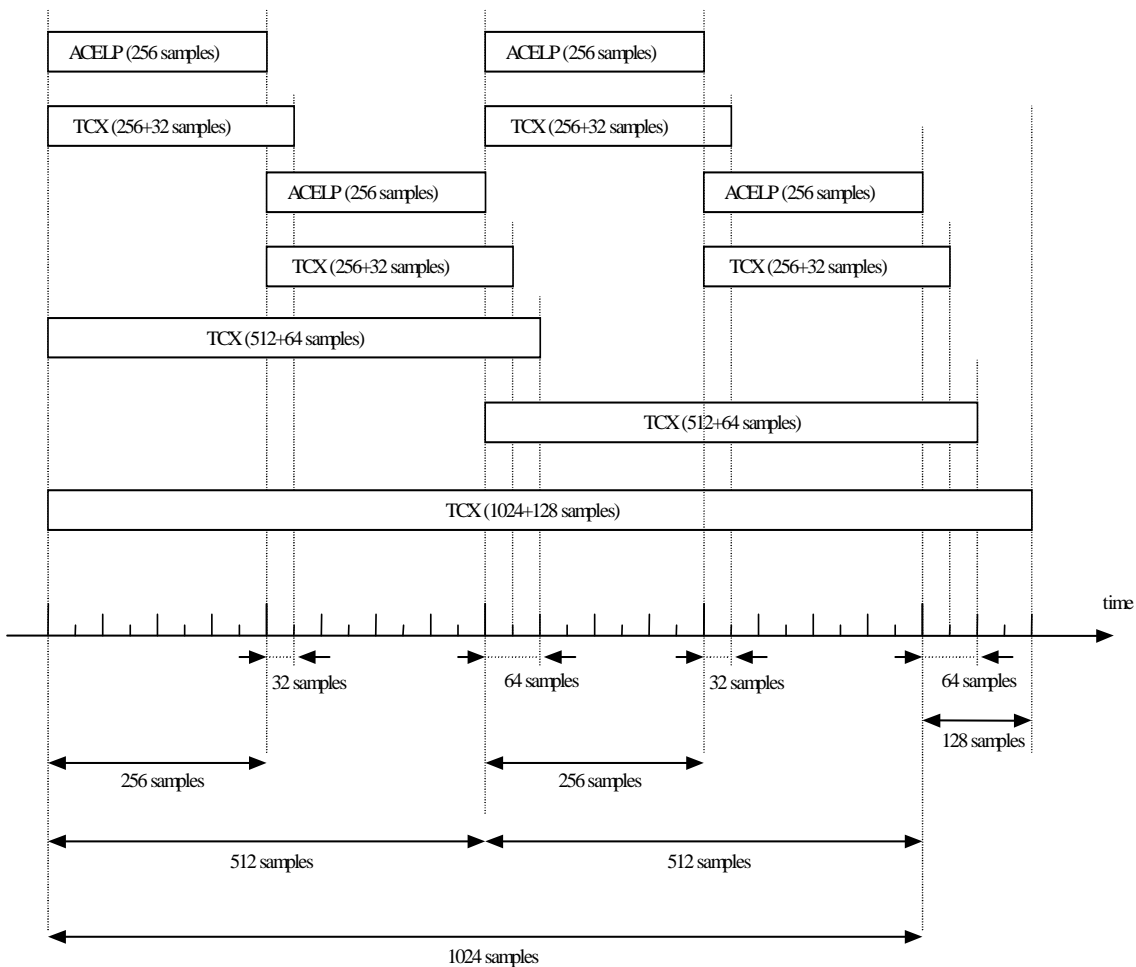 ACELP (256 samples)
ACELP (256 samples)
TCX (256+32 samples)
TCX (256+32 samples)
ACELP (256 samples)
ACELP (256 samples)
TCX (256+32 samples)
TCX (256+32 samples)
TCX (512+64 samples)
TCX (512+64 samples)
TCX (1024+128 samples)
time
32 samples
64 samples
32 samples
64 samples
128 samples
256 samples
256 samples
512 samples
512 samples
1024 samples